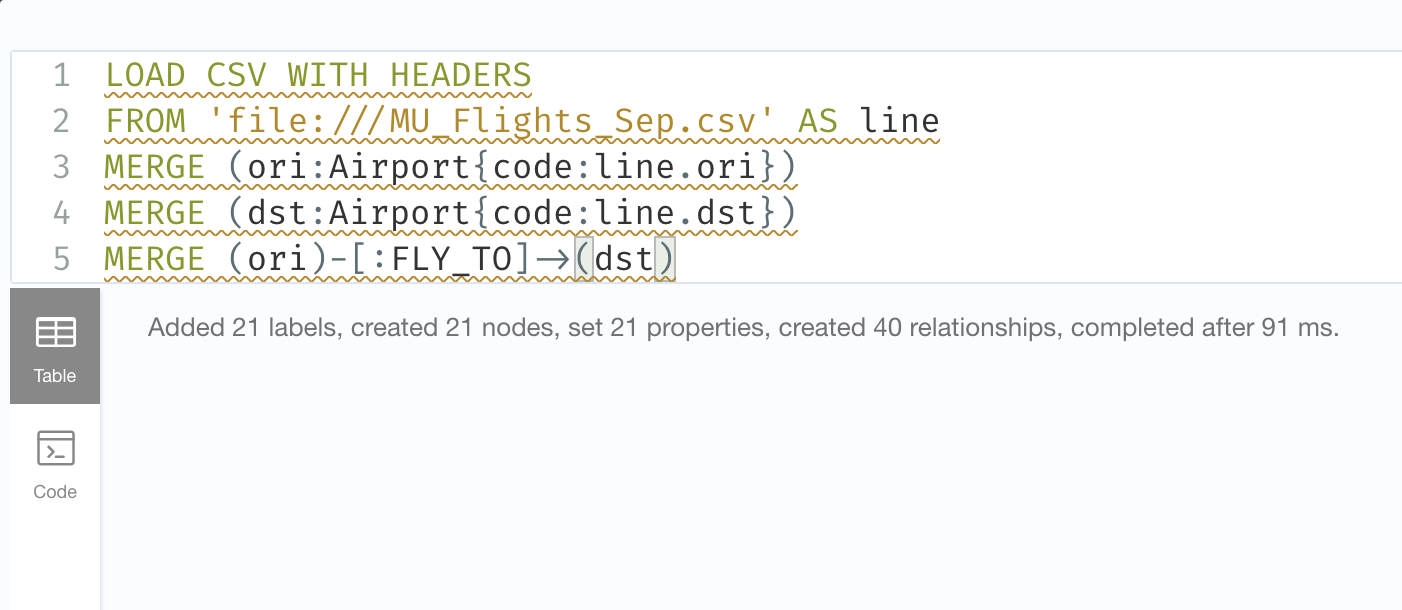 1 LOAD CSV WITH HEADERS
2 FROM 'file:///MU_Flights_Sep.csv' AS line
3 MERGE (ori:Airport{code:line.ori})
4 MERGE (dst:Airport{code:line.dst})
5 MERGE (ori)-[:FLY_TO]->(dst)
Added 21 labels, created 21 nodes, set 21 properties, created 40 relationships, completed after 91 ms.
Table
Code